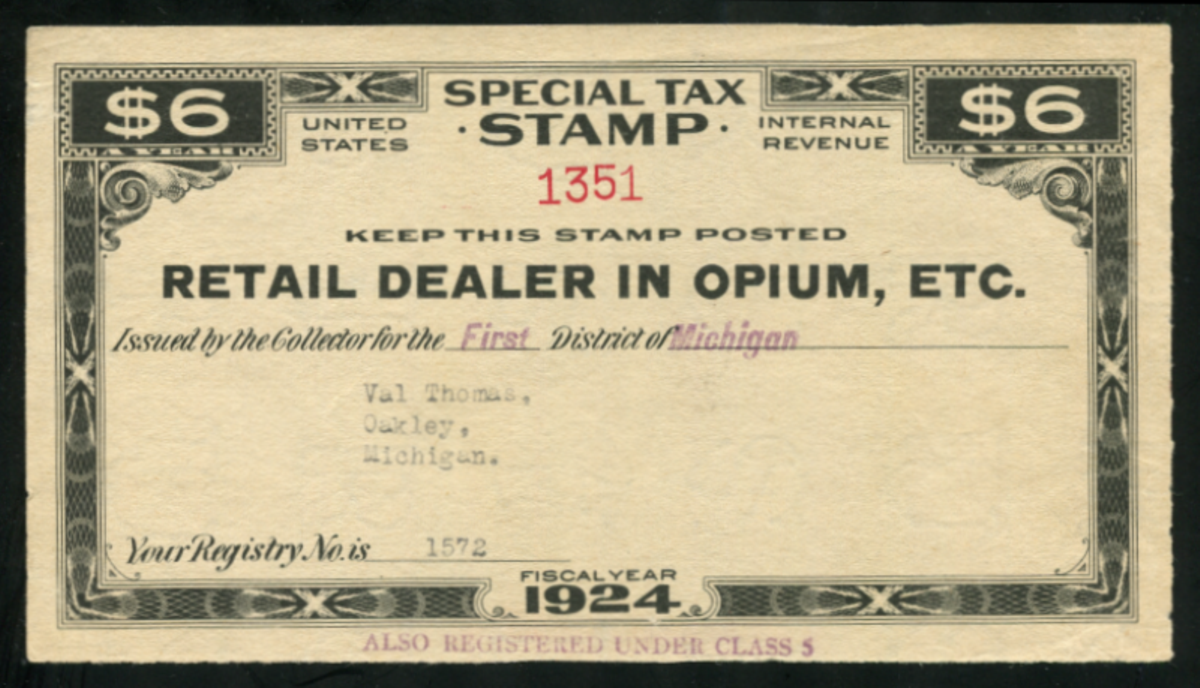 $6
A YEAR
UNITED STATES
SPECIAL TAX
· STAMP ·
INTERNAL REVENUE
$6
A YEAR
1351
KEEP THIS STAMP POSTED
RETAIL DEALER IN OPIUM, ETC.
Issued by the Collector for the First District of Michigan
Val Thomas,
Oakley,
Michigan.
Your Registry No. is 1572
FISCAL YEAR
1924
ALSO REGISTERED UNDER CLASS 5